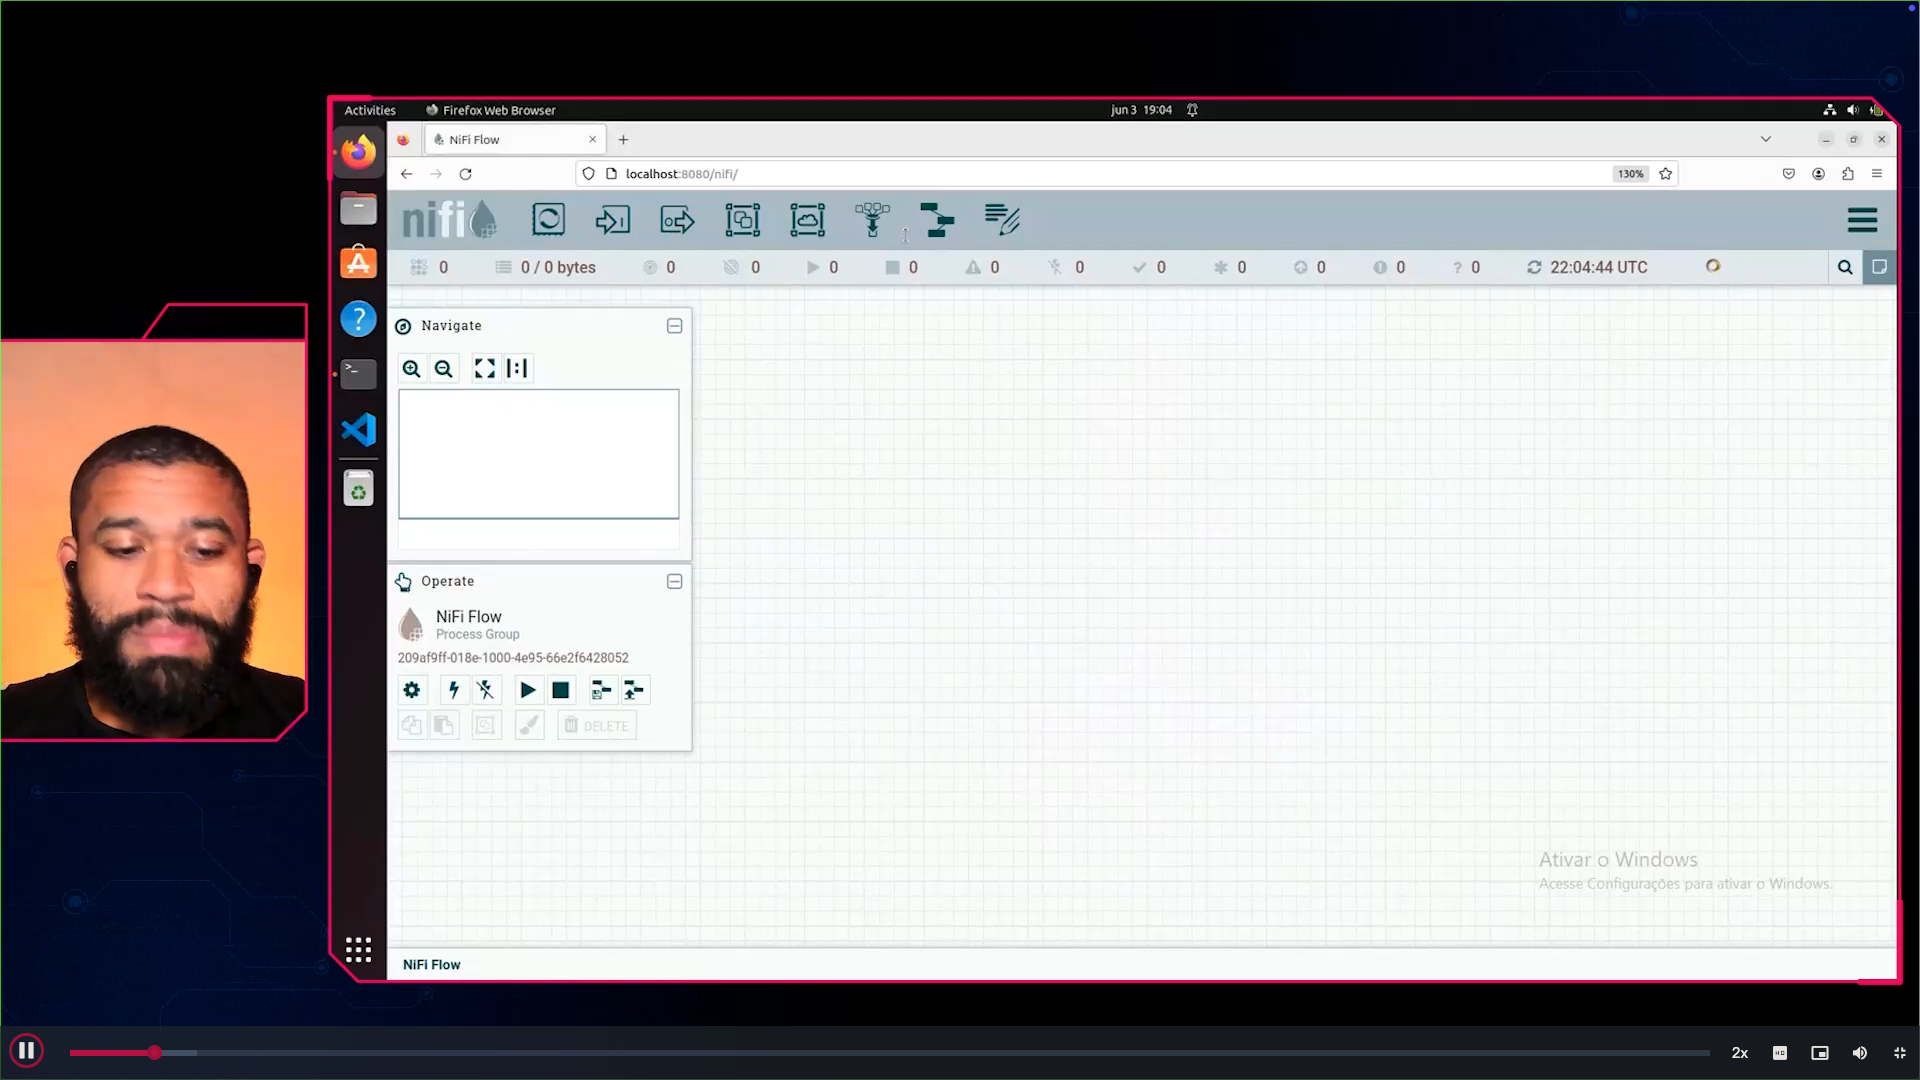 Activities
Firefox Web Browser
jun 3 19:04
NiFi Flow
localhost:8080/nifi/
130%
nifi
0
0 / 0 bytes
0
0
0
0
0
0
0
0
0
0
0
22:04:44 UTC
Navigate
Operate
NiFi Flow
Process Group
209af9ff-018e-1000-4e95-66e2f6428052
DELETE
Ativar o Windows
Acesse Configurações para ativar o Windows.
NiFi Flow
2x